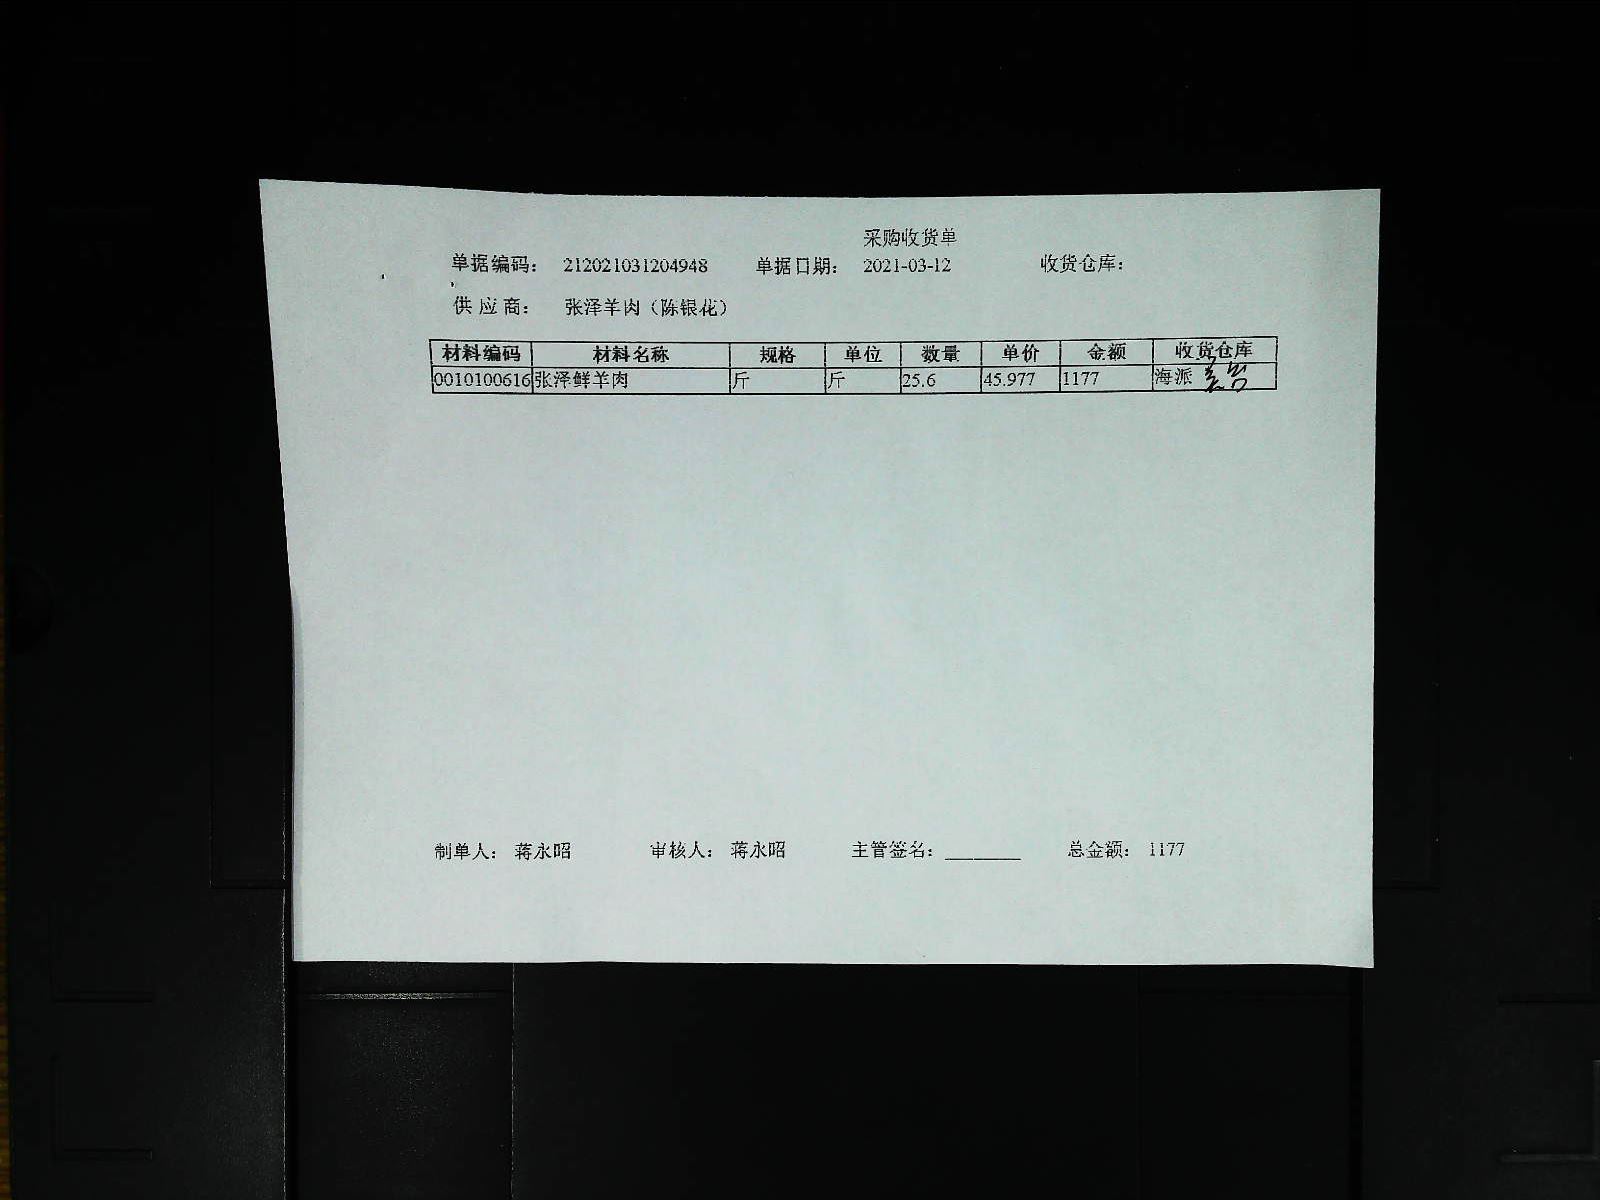 采购收货单
单据编码： 212021031204948 单据日期： 2021-03-12 收货仓库：
供 应 商： 张泽羊肉（陈银花）
材料编码 材料名称 规格 单位 数量 单价 金额 收货仓库
0010100616 张泽鲜羊肉 斤 斤 25.6 45.977 1177 海派
制单人： 蒋永昭 审核人： 蒋永昭 主管签名：________ 总金额： 1177